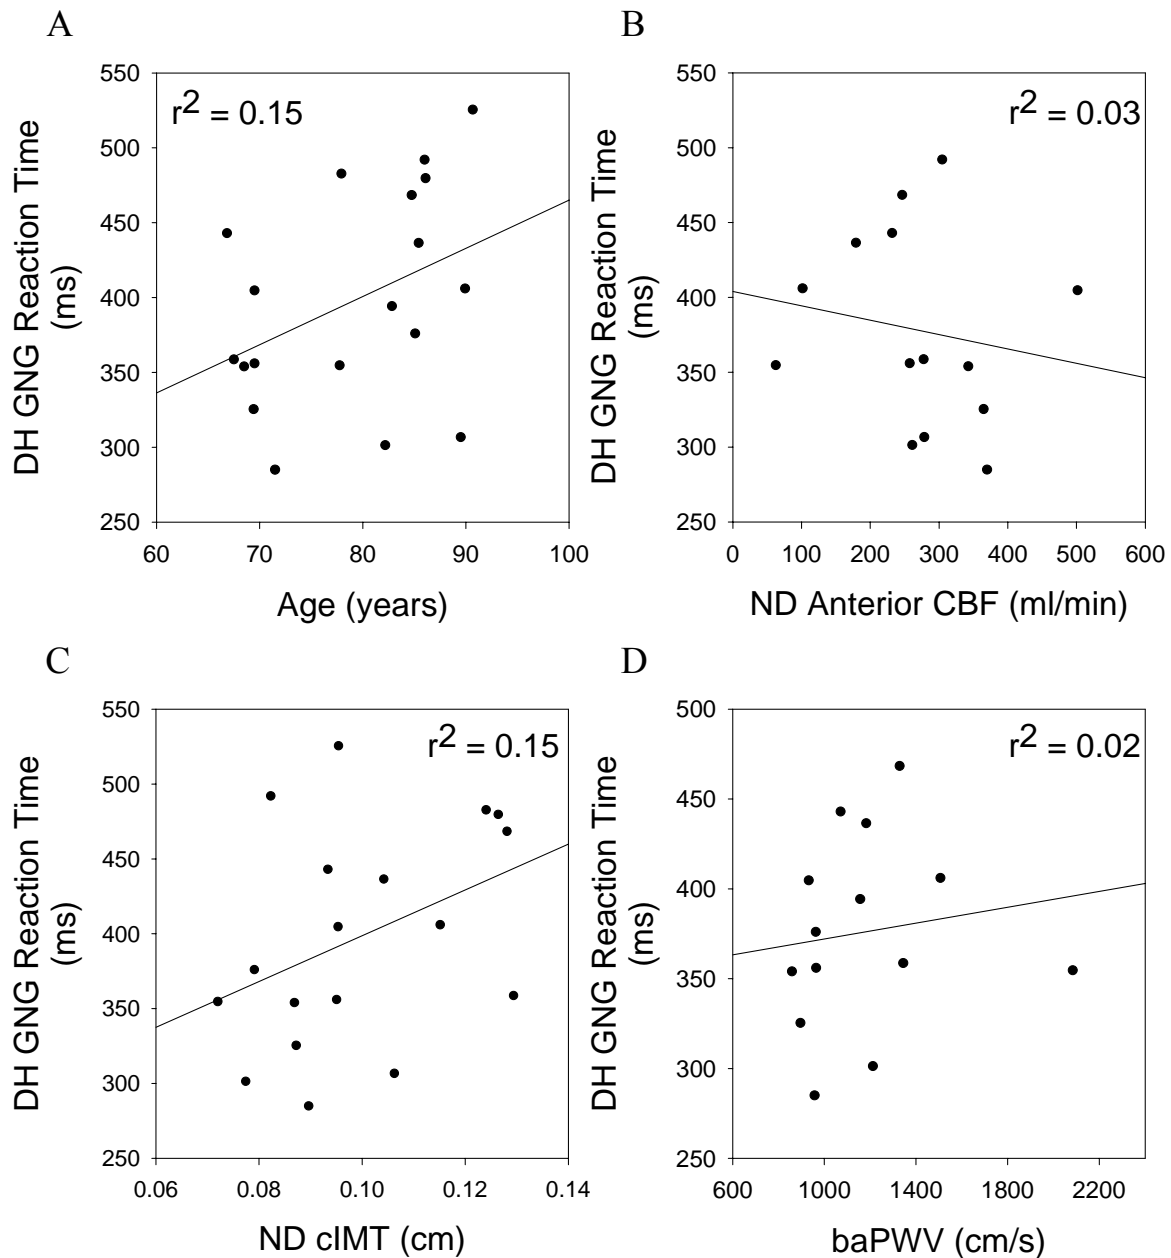 A
DH GNG Reaction Time
(ms)
550
500
450
400
350
300
250
r² = 0.15
60 70 80 90 100
Age (years)
B
DH GNG Reaction Time
(ms)
550
500
450
400
350
300
250
r² = 0.03
0 100 200 300 400 500 600
ND Anterior CBF (ml/min)
C
DH GNG Reaction Time
(ms)
550
500
450
400
350
300
250
r² = 0.15
0.06 0.08 0.10 0.12 0.14
ND cIMT (cm)
D
DH GNG Reaction Time
(ms)
500
450
400
350
300
250
r² = 0.02
600 1000 1400 1800 2200
baPWV (cm/s)